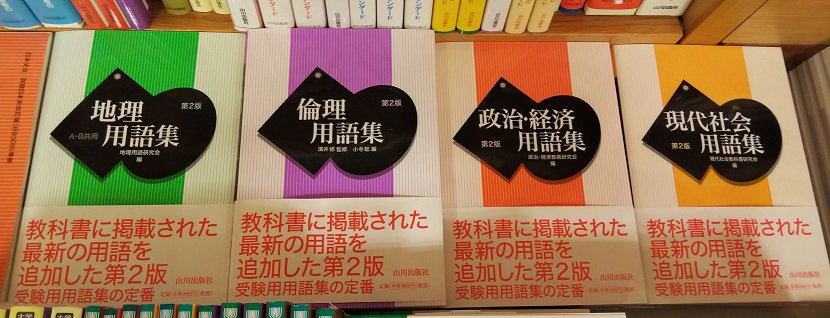 地理
用語集
第2版
A・B共用
地理用語研究会
編
教科書に掲載された
最新の用語を
追加した第2版
山川出版社
受験用用語集の定番
倫理
用語集
第2版
濱井 修 監修 小寺聡 編
教科書に掲載された
最新の用語を
追加した第2版
山川出版社
受験用用語集の定番
政治・経済
用語集
第2版
政治・経済教育研究会
編
教科書に掲載された
最新の用語を
追加した第2版
山川出版社
受験用用語集の定番
現代社会
用語集
第2版
現代社会教科書研究会
編
教科書に掲載された
最新の用語を
追加した第2版
山川出版社
受験用用語集の定番